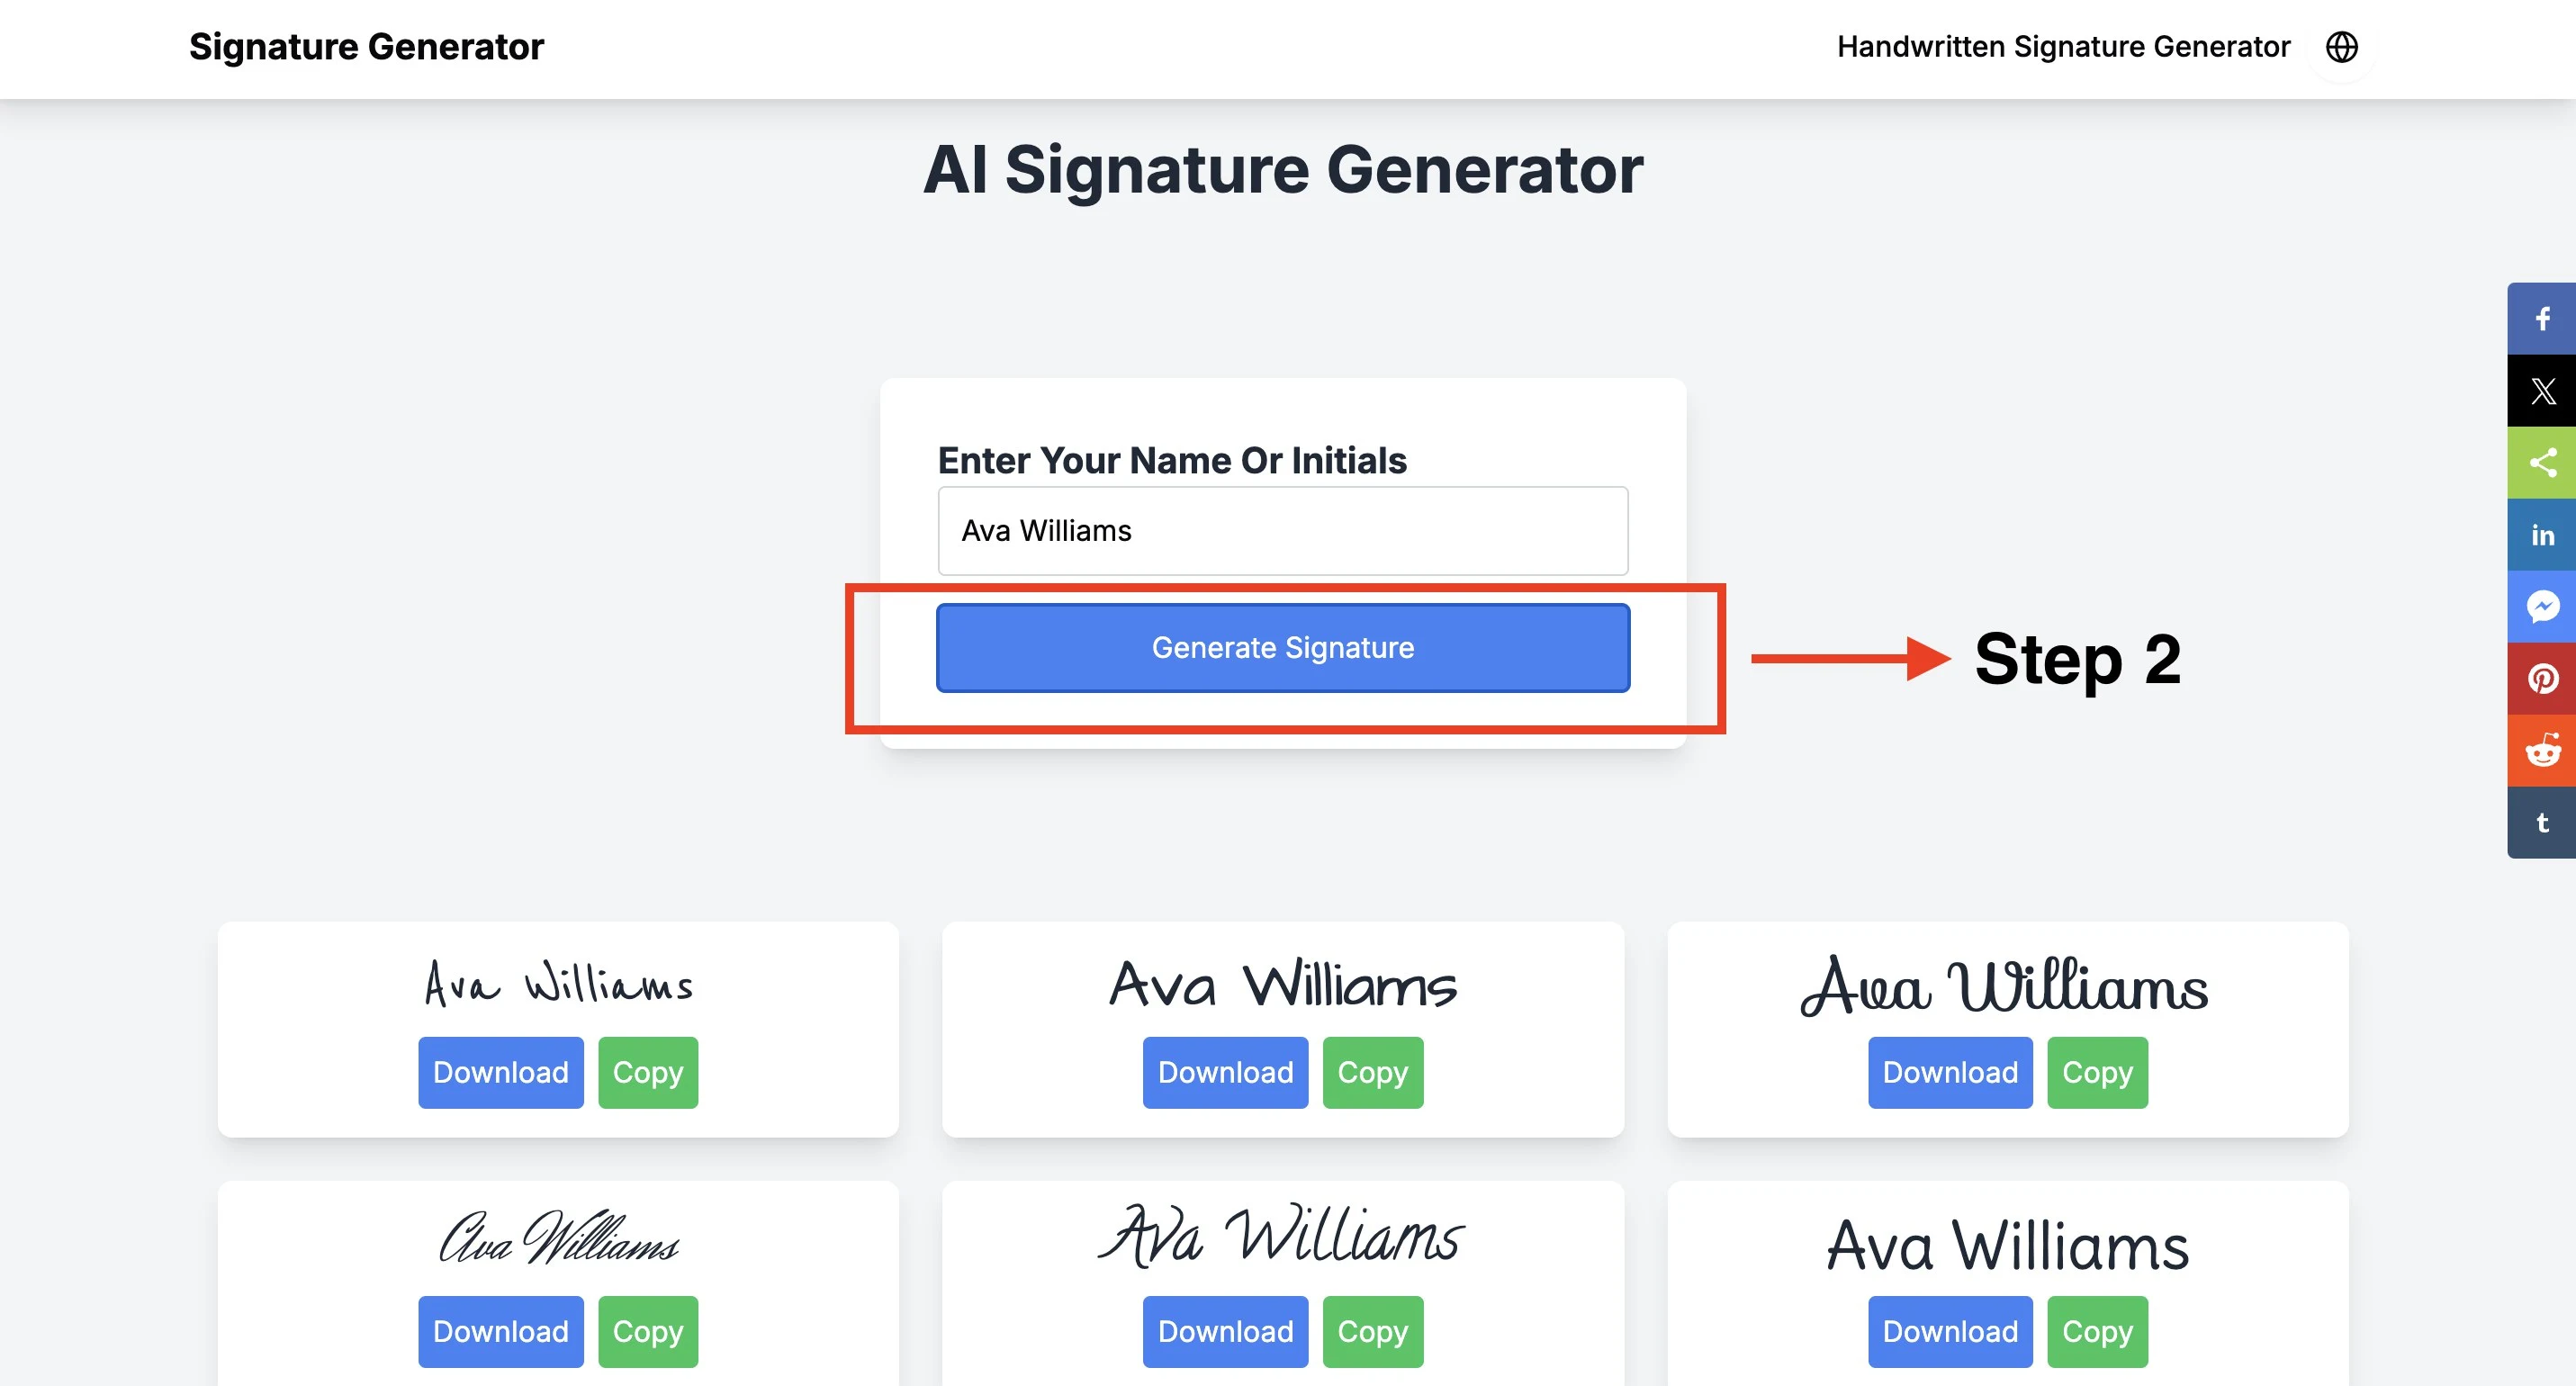 Signature Generator
Handwritten Signature Generator
AI Signature Generator
Enter Your Name Or Initials
Ava Williams
Generate Signature
Step 2
f
X
in
t
Ava Williams
Ava Williams
Ava Williams
Download Copy
Download Copy
Download Copy
Ava Williams
Ava Williams
Ava Williams
Download Copy
Download Copy
Download Copy